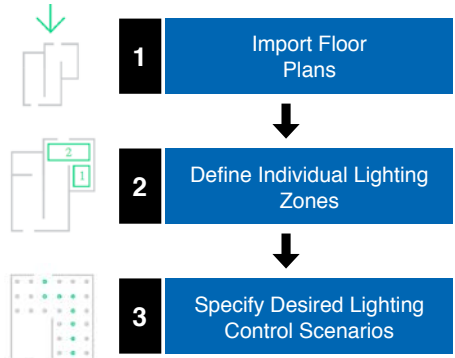 1
Import Floor
Plans
2
1
2
Define Individual Lighting
Zones
3
Specify Desired Lighting
Control Scenarios